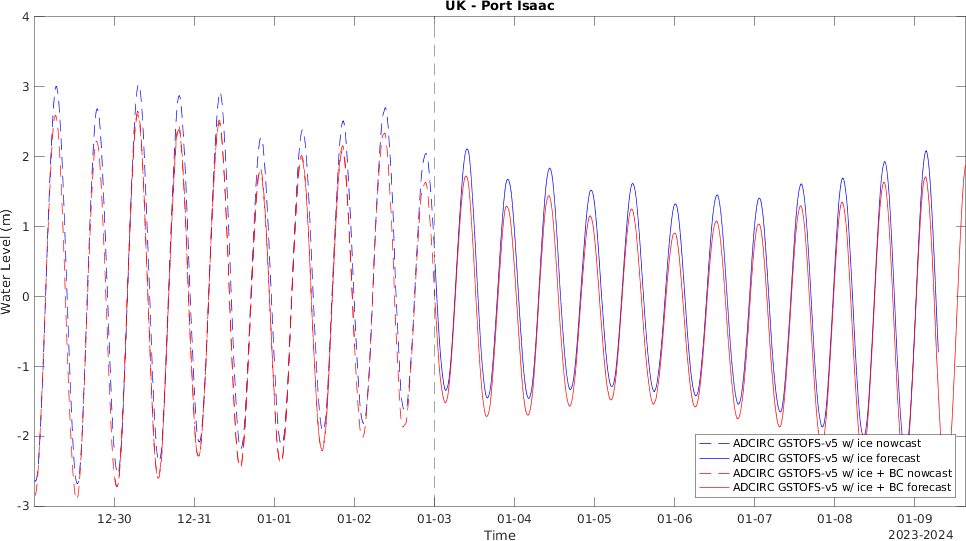 UK - Port Isaac
4
3
2
1
0
-1
-2
-3
Water Level (m)
ADCIRC GSTOFS-v5 w/ ice nowcast
ADCIRC GSTOFS-v5 w/ ice forecast
ADCIRC GSTOFS-v5 w/ ice + BC nowcast
ADCIRC GSTOFS-v5 w/ ice + BC forecast
12-30 12-31 01-01 01-02 01-03 01-04 01-05 01-06 01-07 01-08 01-09
Time
2023-2024